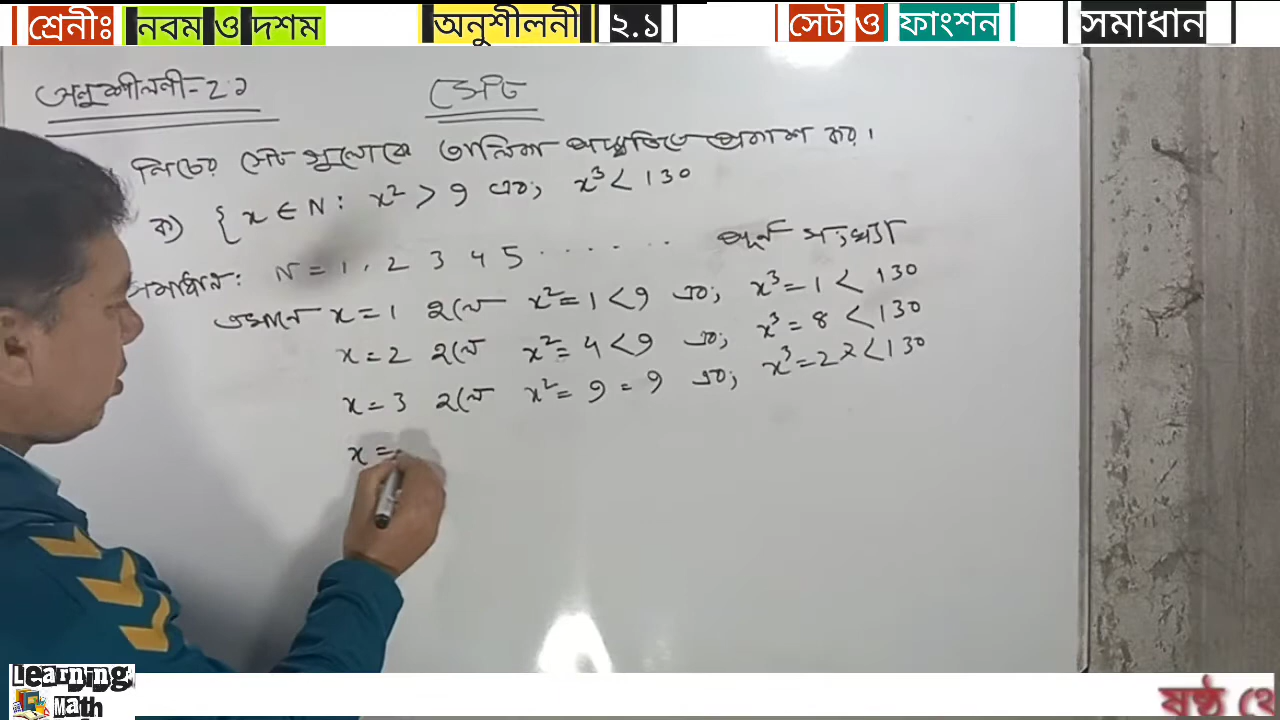 শ্রেনীঃ নবম ও দশম অনুশীলনী ২.১ সেট ও ফাংশন সমাধান
অনুশীলনী-2.১ সেট
নিচের সেট গুলোকে তালিকা পদ্ধতিতে প্রকাশ কর।
ক) { x ∈ N : x² > 9 এবং x³ < 130
সমাধান: N = 1, 2 3 4 5 ....... পূর্ন সংখ্যা
এখানে x = 1 হলে x² = 1 < 9 এবং x³ = 1 < 130
x = 2 হলে x² = 4 < 9 এবং x³ = 8 < 130
x = 3 হলে x² = 9 = 9 এবং x³ = 27 < 130
x =
Learning
Math
ষষ্ঠ থে